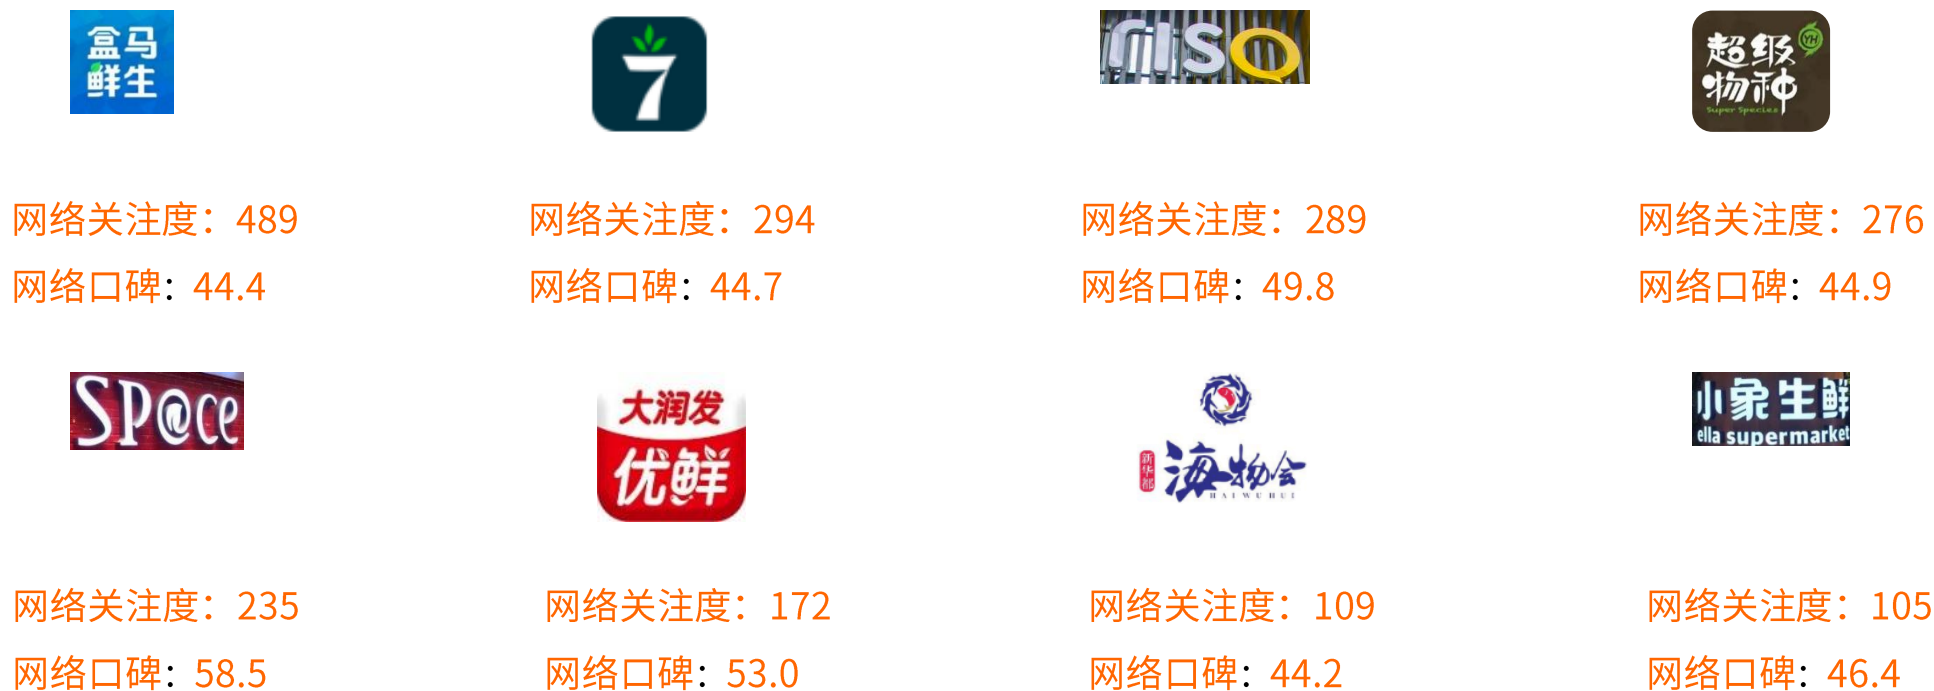 盒马
鲜生
7
riso
超级
物种
YH
Super Species
网络关注度：489
网络关注度：294
网络关注度：289
网络关注度：276
网络口碑：44.4
网络口碑：44.7
网络口碑：49.8
网络口碑：44.9
SP@ce
大润发
优鲜
新华都
海物会
HAIWUHUI
小象生鲜
ella supermarket
网络关注度：235
网络关注度：172
网络关注度：109
网络关注度：105
网络口碑：58.5
网络口碑：53.0
网络口碑：44.2
网络口碑：46.4